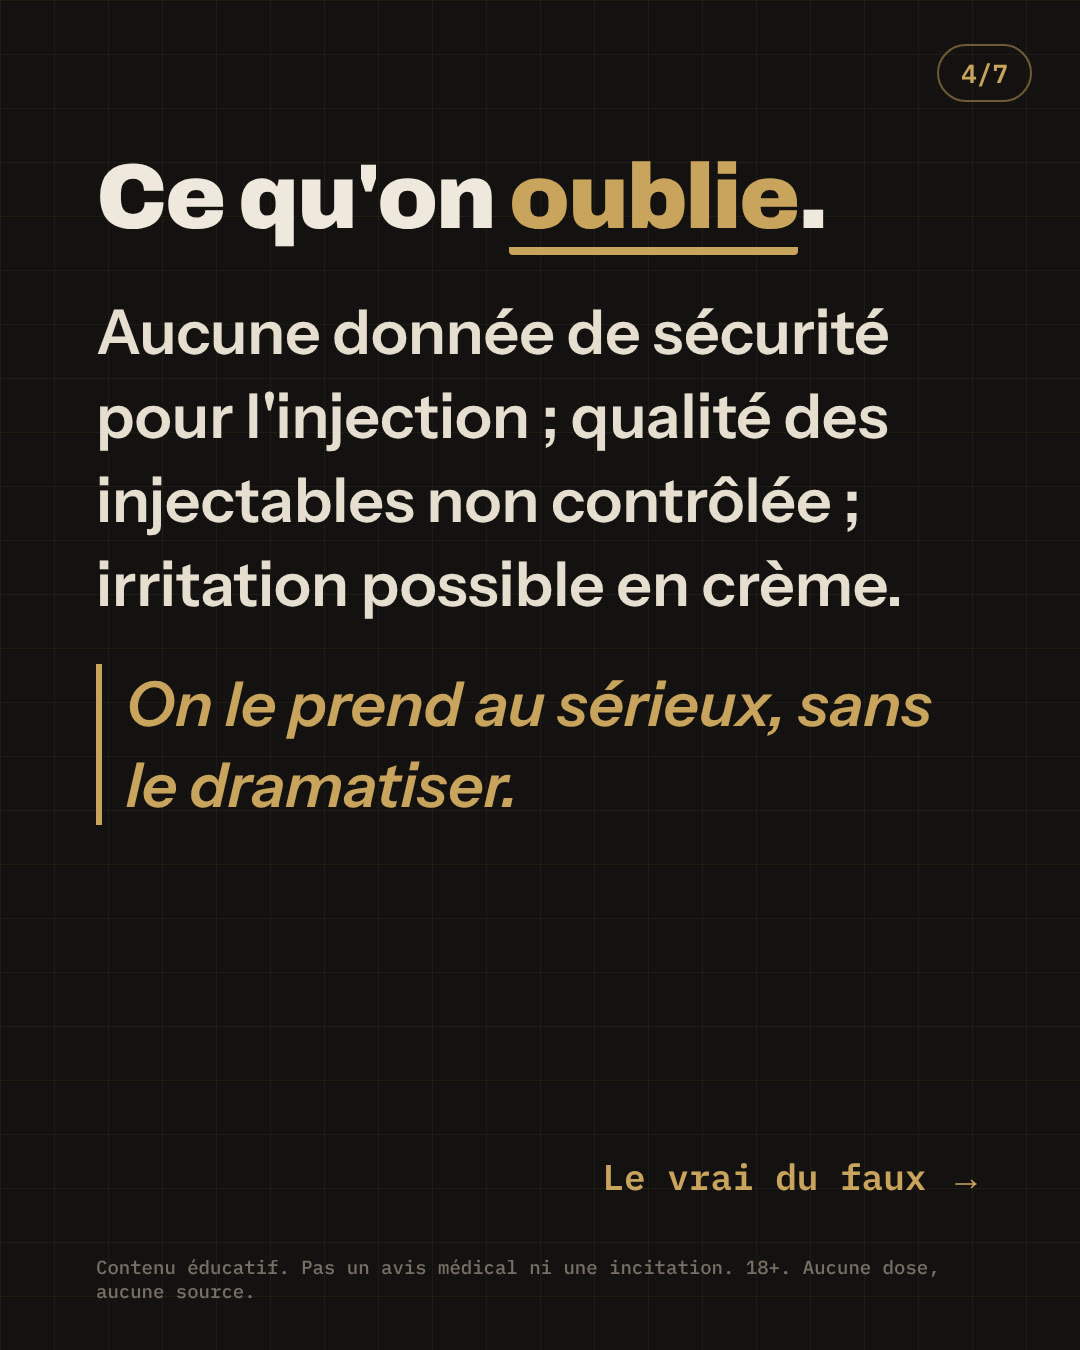 4/7
Ce qu'on oublie.
Aucune donnée de sécurité
pour l'injection ; qualité des
injectables non contrôlée ;
irritation possible en crème.
On le prend au sérieux, sans
le dramatiser.
Le vrai du faux →
Contenu éducatif. Pas un avis médical ni une incitation. 18+. Aucune dose,
aucune source.